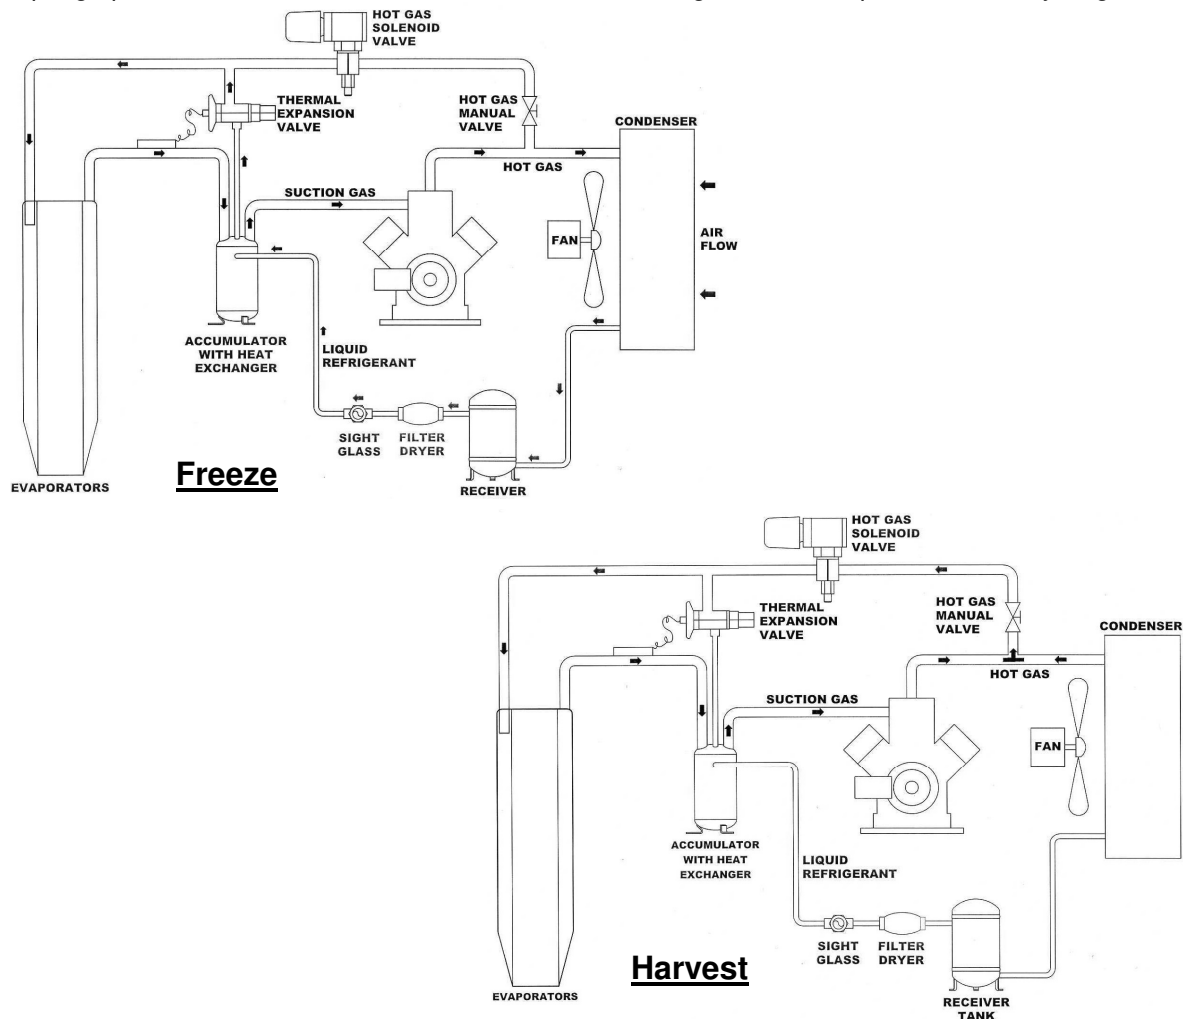 HOT GAS
SOLENOID
VALVE
THERMAL
EXPANSION
VALVE
HOT GAS
MANUAL
VALVE
CONDENSER
HOT GAS
SUCTION GAS
FAN
AIR
FLOW
ACCUMULATOR
WITH HEAT
EXCHANGER
LIQUID
REFRIGERANT
SIGHT
GLASS
FILTER
DRYER
RECEIVER
EVAPORATORS
Freeze
HOT GAS
SOLENOID
VALVE
THERMAL
EXPANSION
VALVE
HOT GAS
MANUAL
VALVE
CONDENSER
HOT GAS
SUCTION GAS
FAN
ACCUMULATOR
WITH HEAT
EXCHANGER
LIQUID
REFRIGERANT
SIGHT
GLASS
FILTER
DRYER
RECEIVER
TANK
EVAPORATORS
Harvest